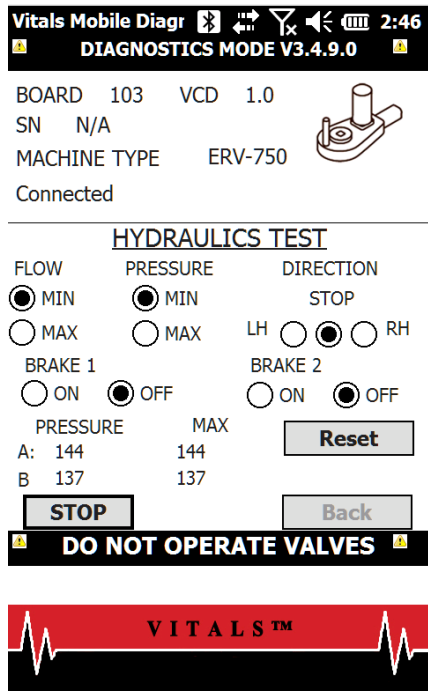 Vitals Mobile Diagr 2:46
DIAGNOSTICS MODE V3.4.9.0
BOARD 103 VCD 1.0
SN N/A
MACHINE TYPE ERV-750
Connected
HYDRAULICS TEST
FLOW PRESSURE DIRECTION
MIN MIN STOP
MAX MAX LH RH
BRAKE 1 BRAKE 2
ON OFF ON OFF
PRESSURE MAX
A: 144 144
B 137 137
Reset
STOP Back
DO NOT OPERATE VALVES
VITALS™